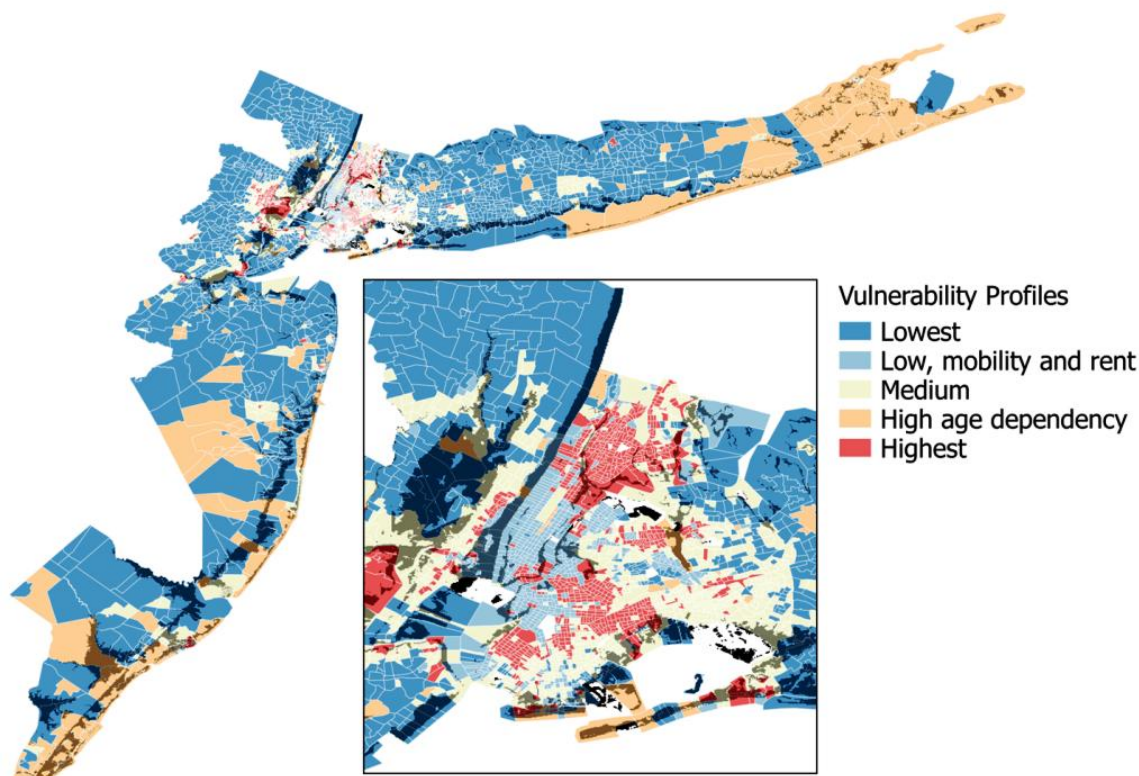 Vulnerability Profiles
Lowest
Low, mobility and rent
Medium
High age dependency
Highest